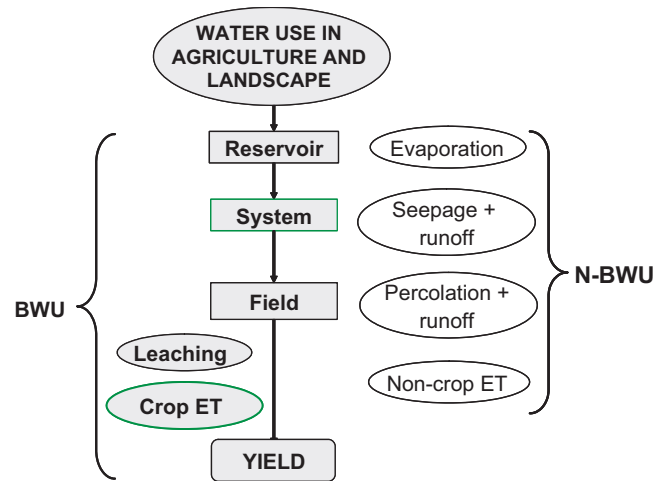 WATER USE IN
AGRICULTURE AND
LANDSCAPE
Reservoir
Evaporation
System
Seepage +
runoff
N-BWU
BWU
Field
Percolation +
runoff
Leaching
Non-crop ET
Crop ET
YIELD